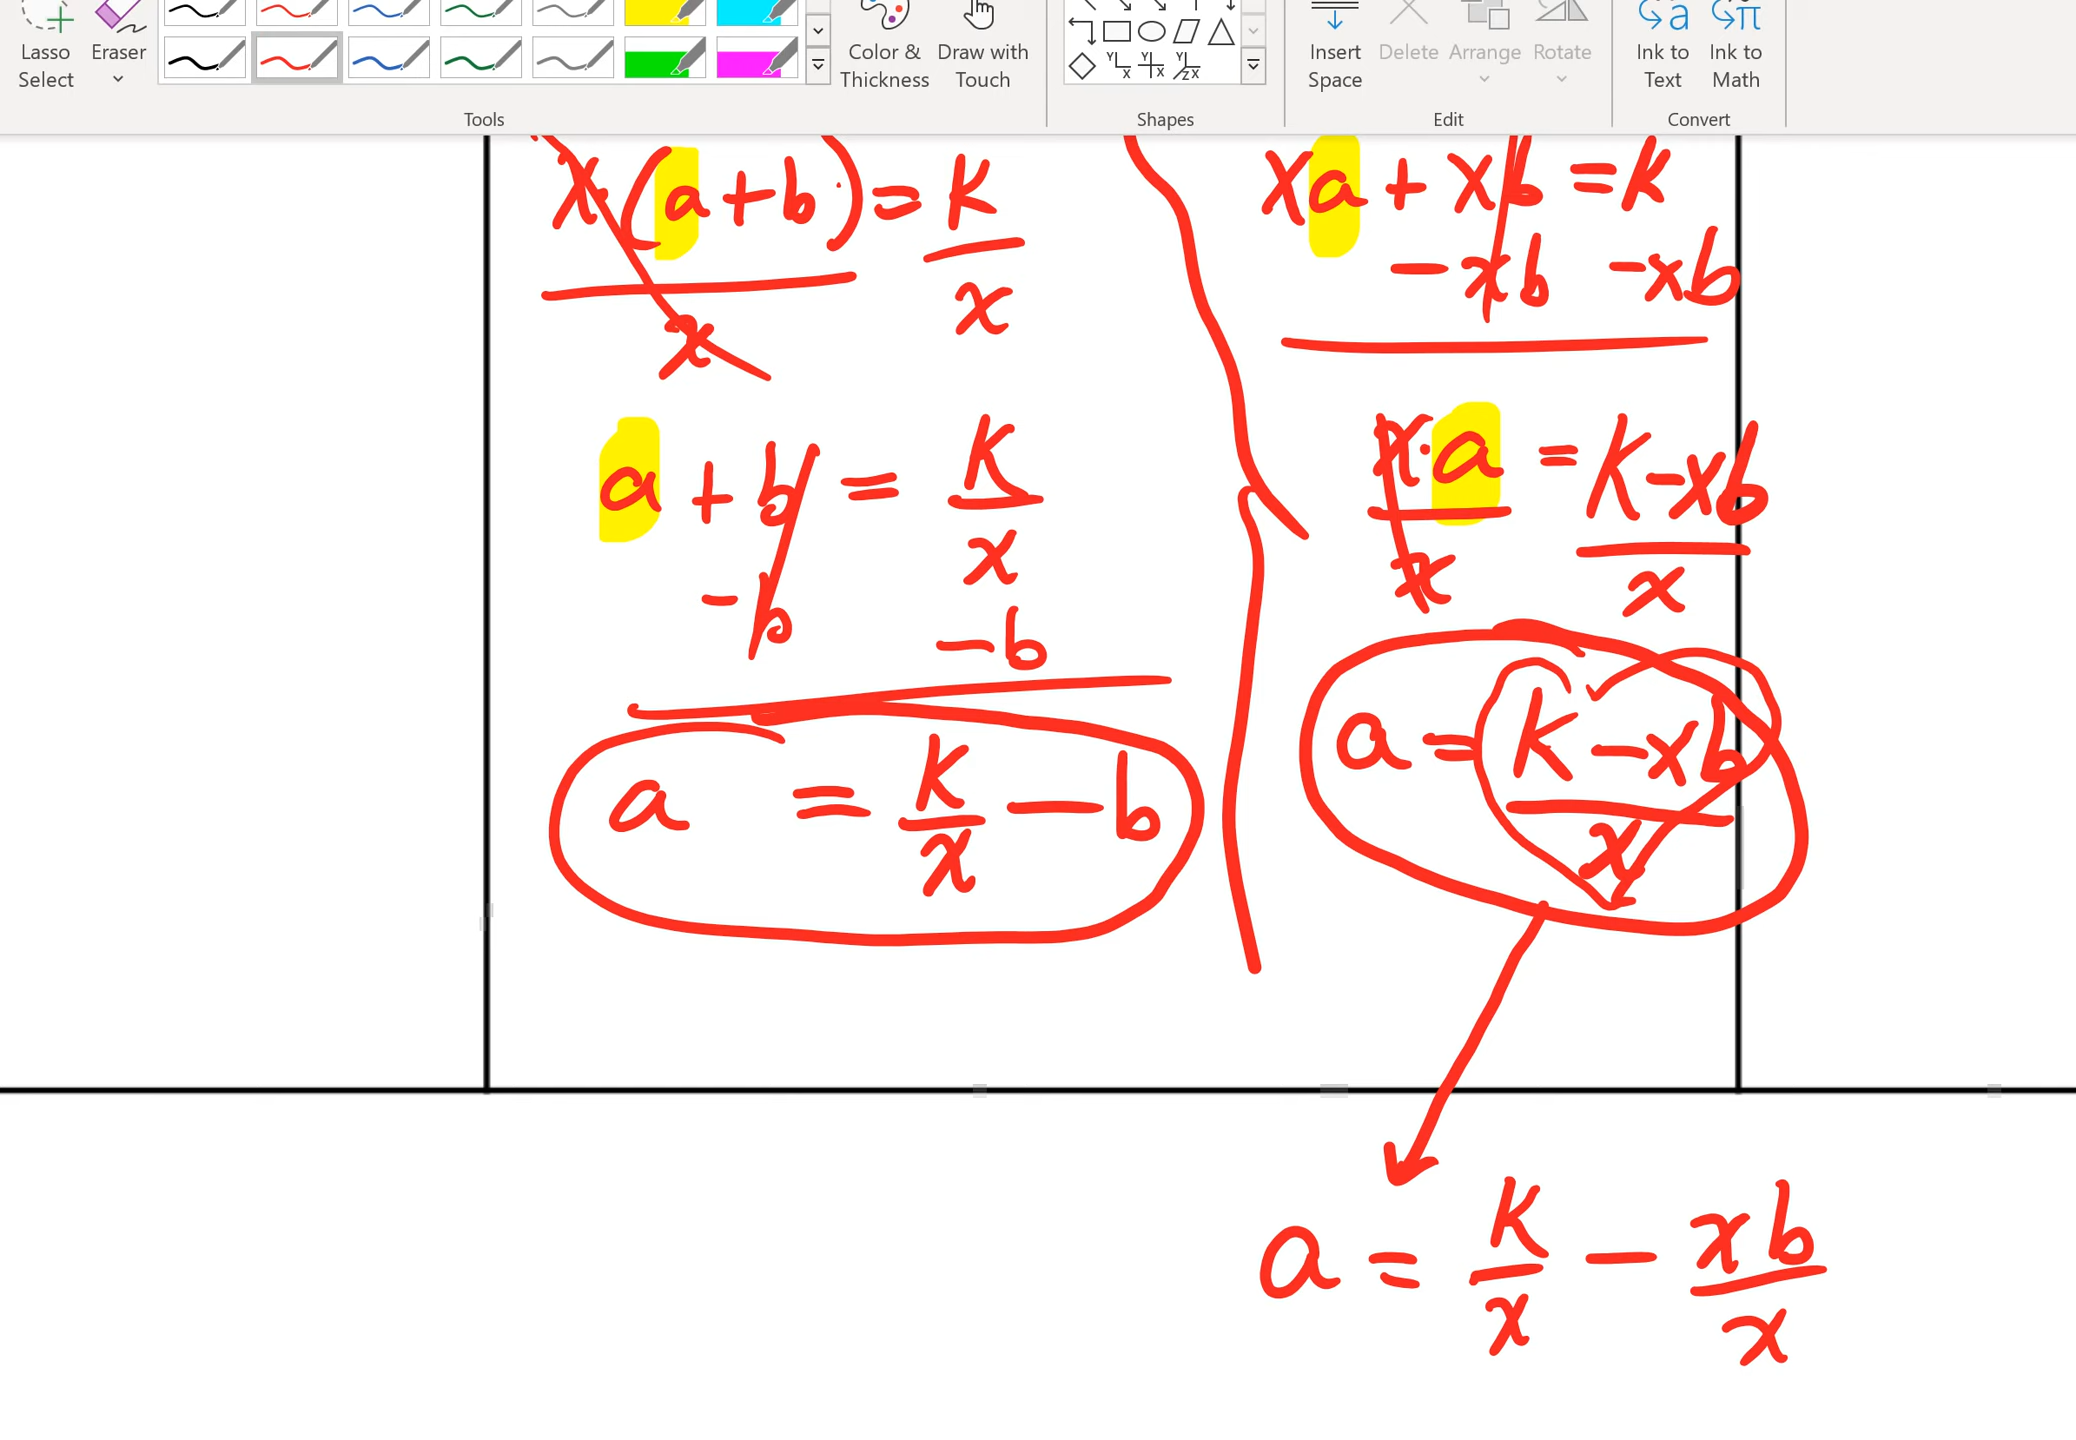 Lasso Select
Eraser
Color & Thickness
Draw with Touch
Insert Space
Delete
Arrange
Rotate
Ink to Text
Ink to Math
Tools
Shapes
Edit
Convert
x(a+b)=k
x
x
a+b=k
x
-b
-b
a=k-b
x
xa+xb=k
-xb -xb
x·a=k-xb
x
x
a=k-xb
x
a=k-xb
x
x